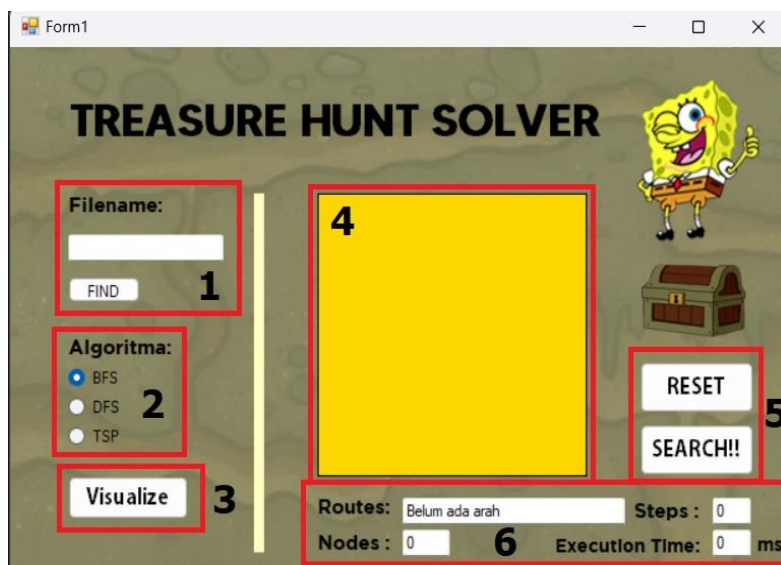 Form1
TREASURE HUNT SOLVER
Filename:
FIND
1
Algoritma:
BFS
DFS
TSP
2
Visualize
3
4
RESET
SEARCH!!
5
Routes: Belum ada arah Steps : 0
Nodes : 0 6 Execution Time: 0 ms